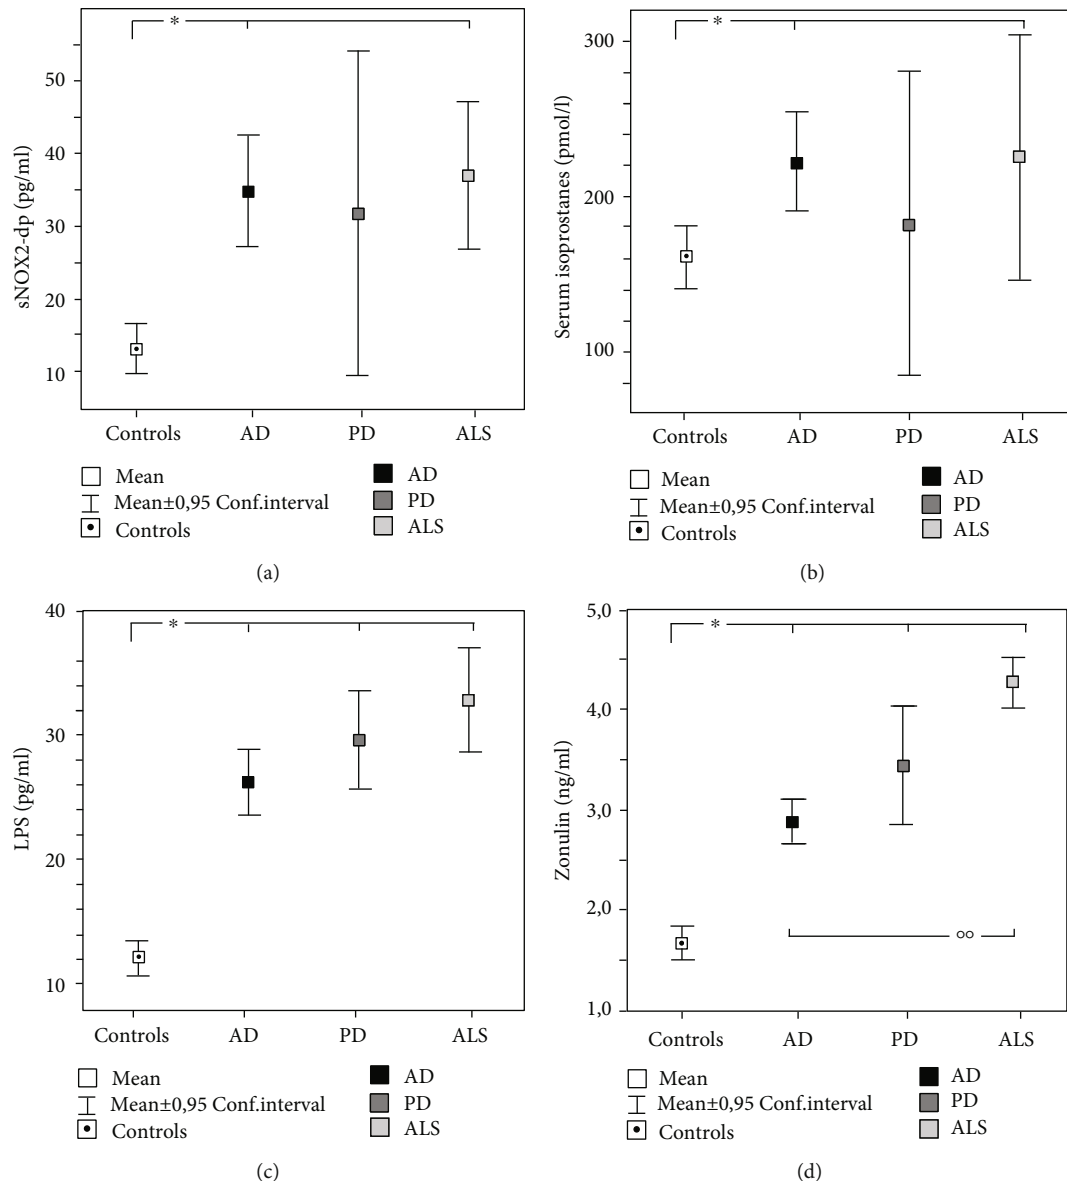 *
50
40
30
20
10
sNOX2-dp (pg/ml)
Controls AD PD ALS
Mean
Mean±0,95 Conf.interval
Controls
AD
PD
ALS
(a)
*
300
200
100
Serum isoprostanes (pmol/l)
Controls AD PD ALS
Mean
Mean±0,95 Conf.interval
Controls
AD
PD
ALS
(b)
*
40
30
20
10
LPS (pg/ml)
Controls AD PD ALS
Mean
Mean±0,95 Conf.interval
Controls
AD
PD
ALS
(c)
*
5,0
4,0
3,0
2,0
1,0
Zonulin (ng/ml)
°°
Controls AD PD ALS
Mean
Mean±0,95 Conf.interval
Controls
AD
PD
ALS
(d)